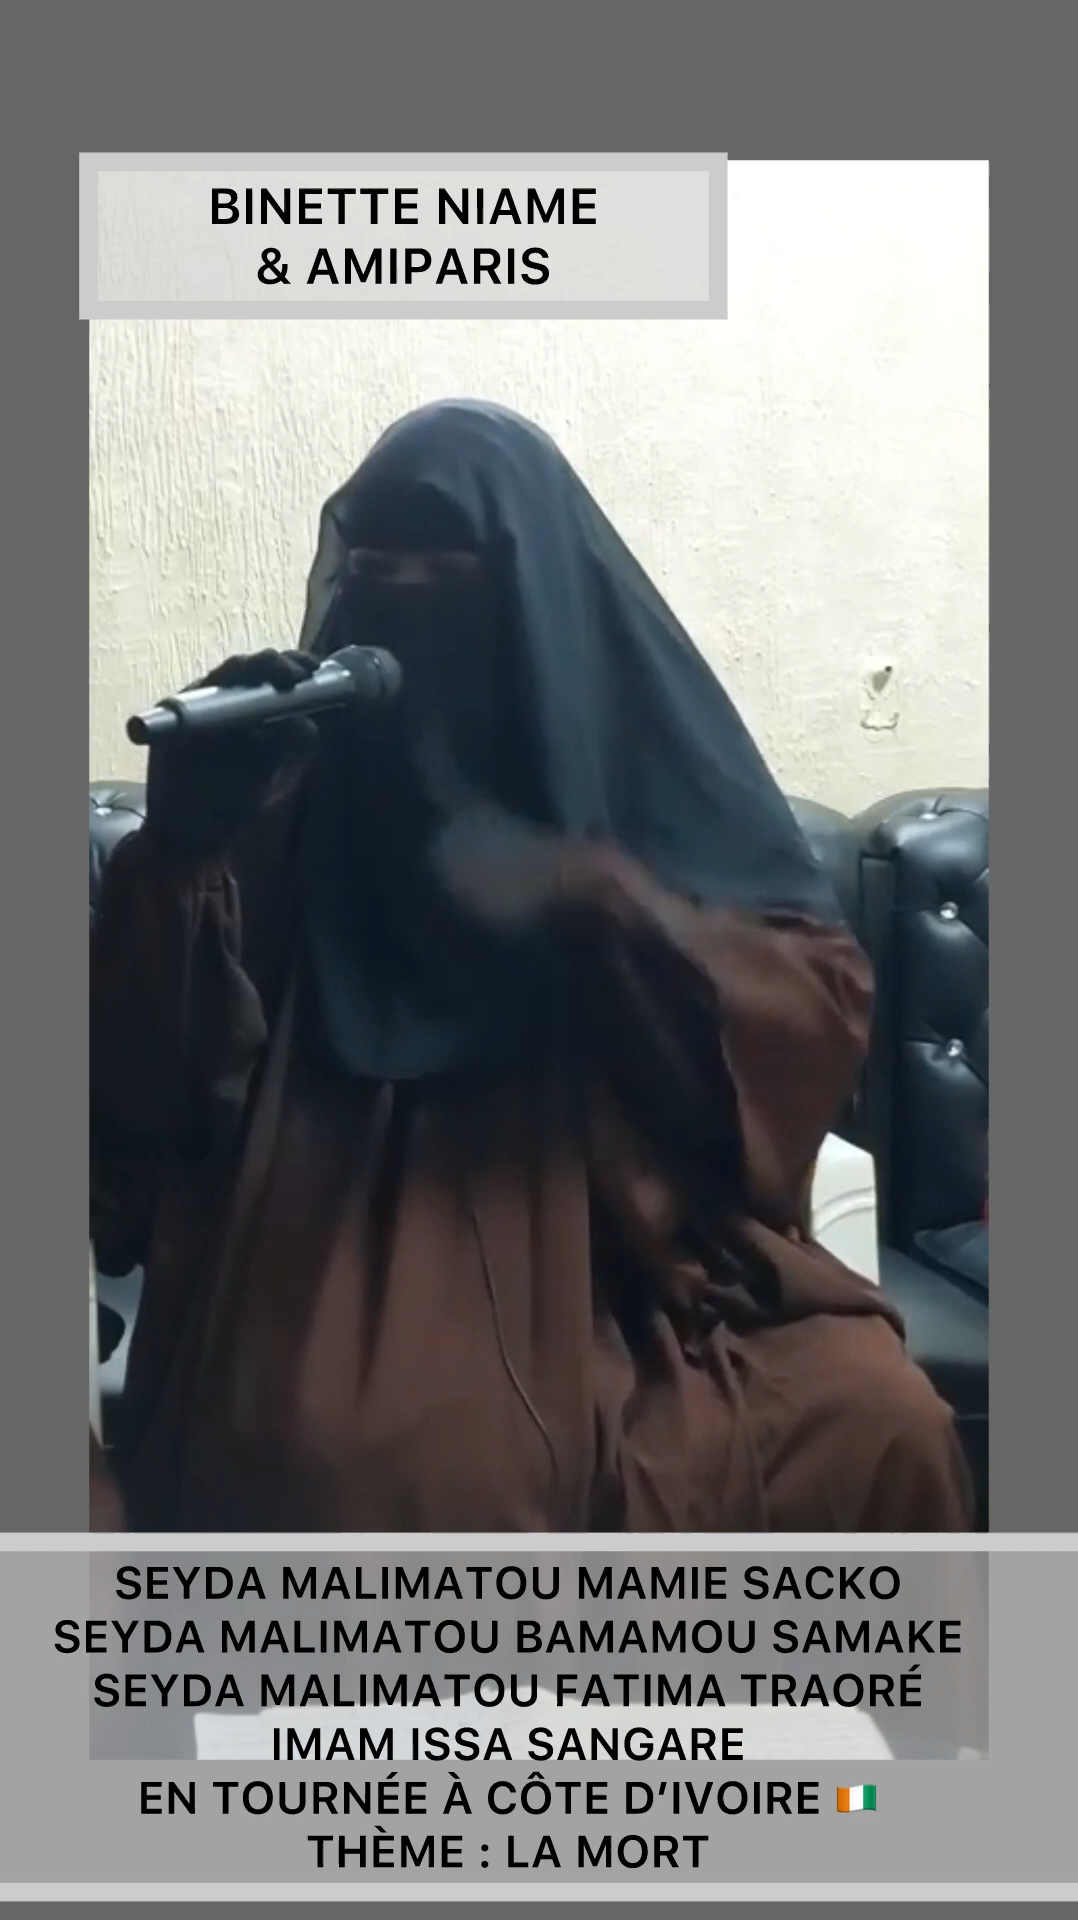 BINETTE NIAME
& AMIPARIS
SEYDA MALIMATOU MAMIE SACKO
SEYDA MALIMATOU BAMAMOU SAMAKE
SEYDA MALIMATOU FATIMA TRAORÉ
IMAM ISSA SANGARE
EN TOURNÉE À CÔTE D’IVOIRE 🇨🇮
THÈME : LA MORT